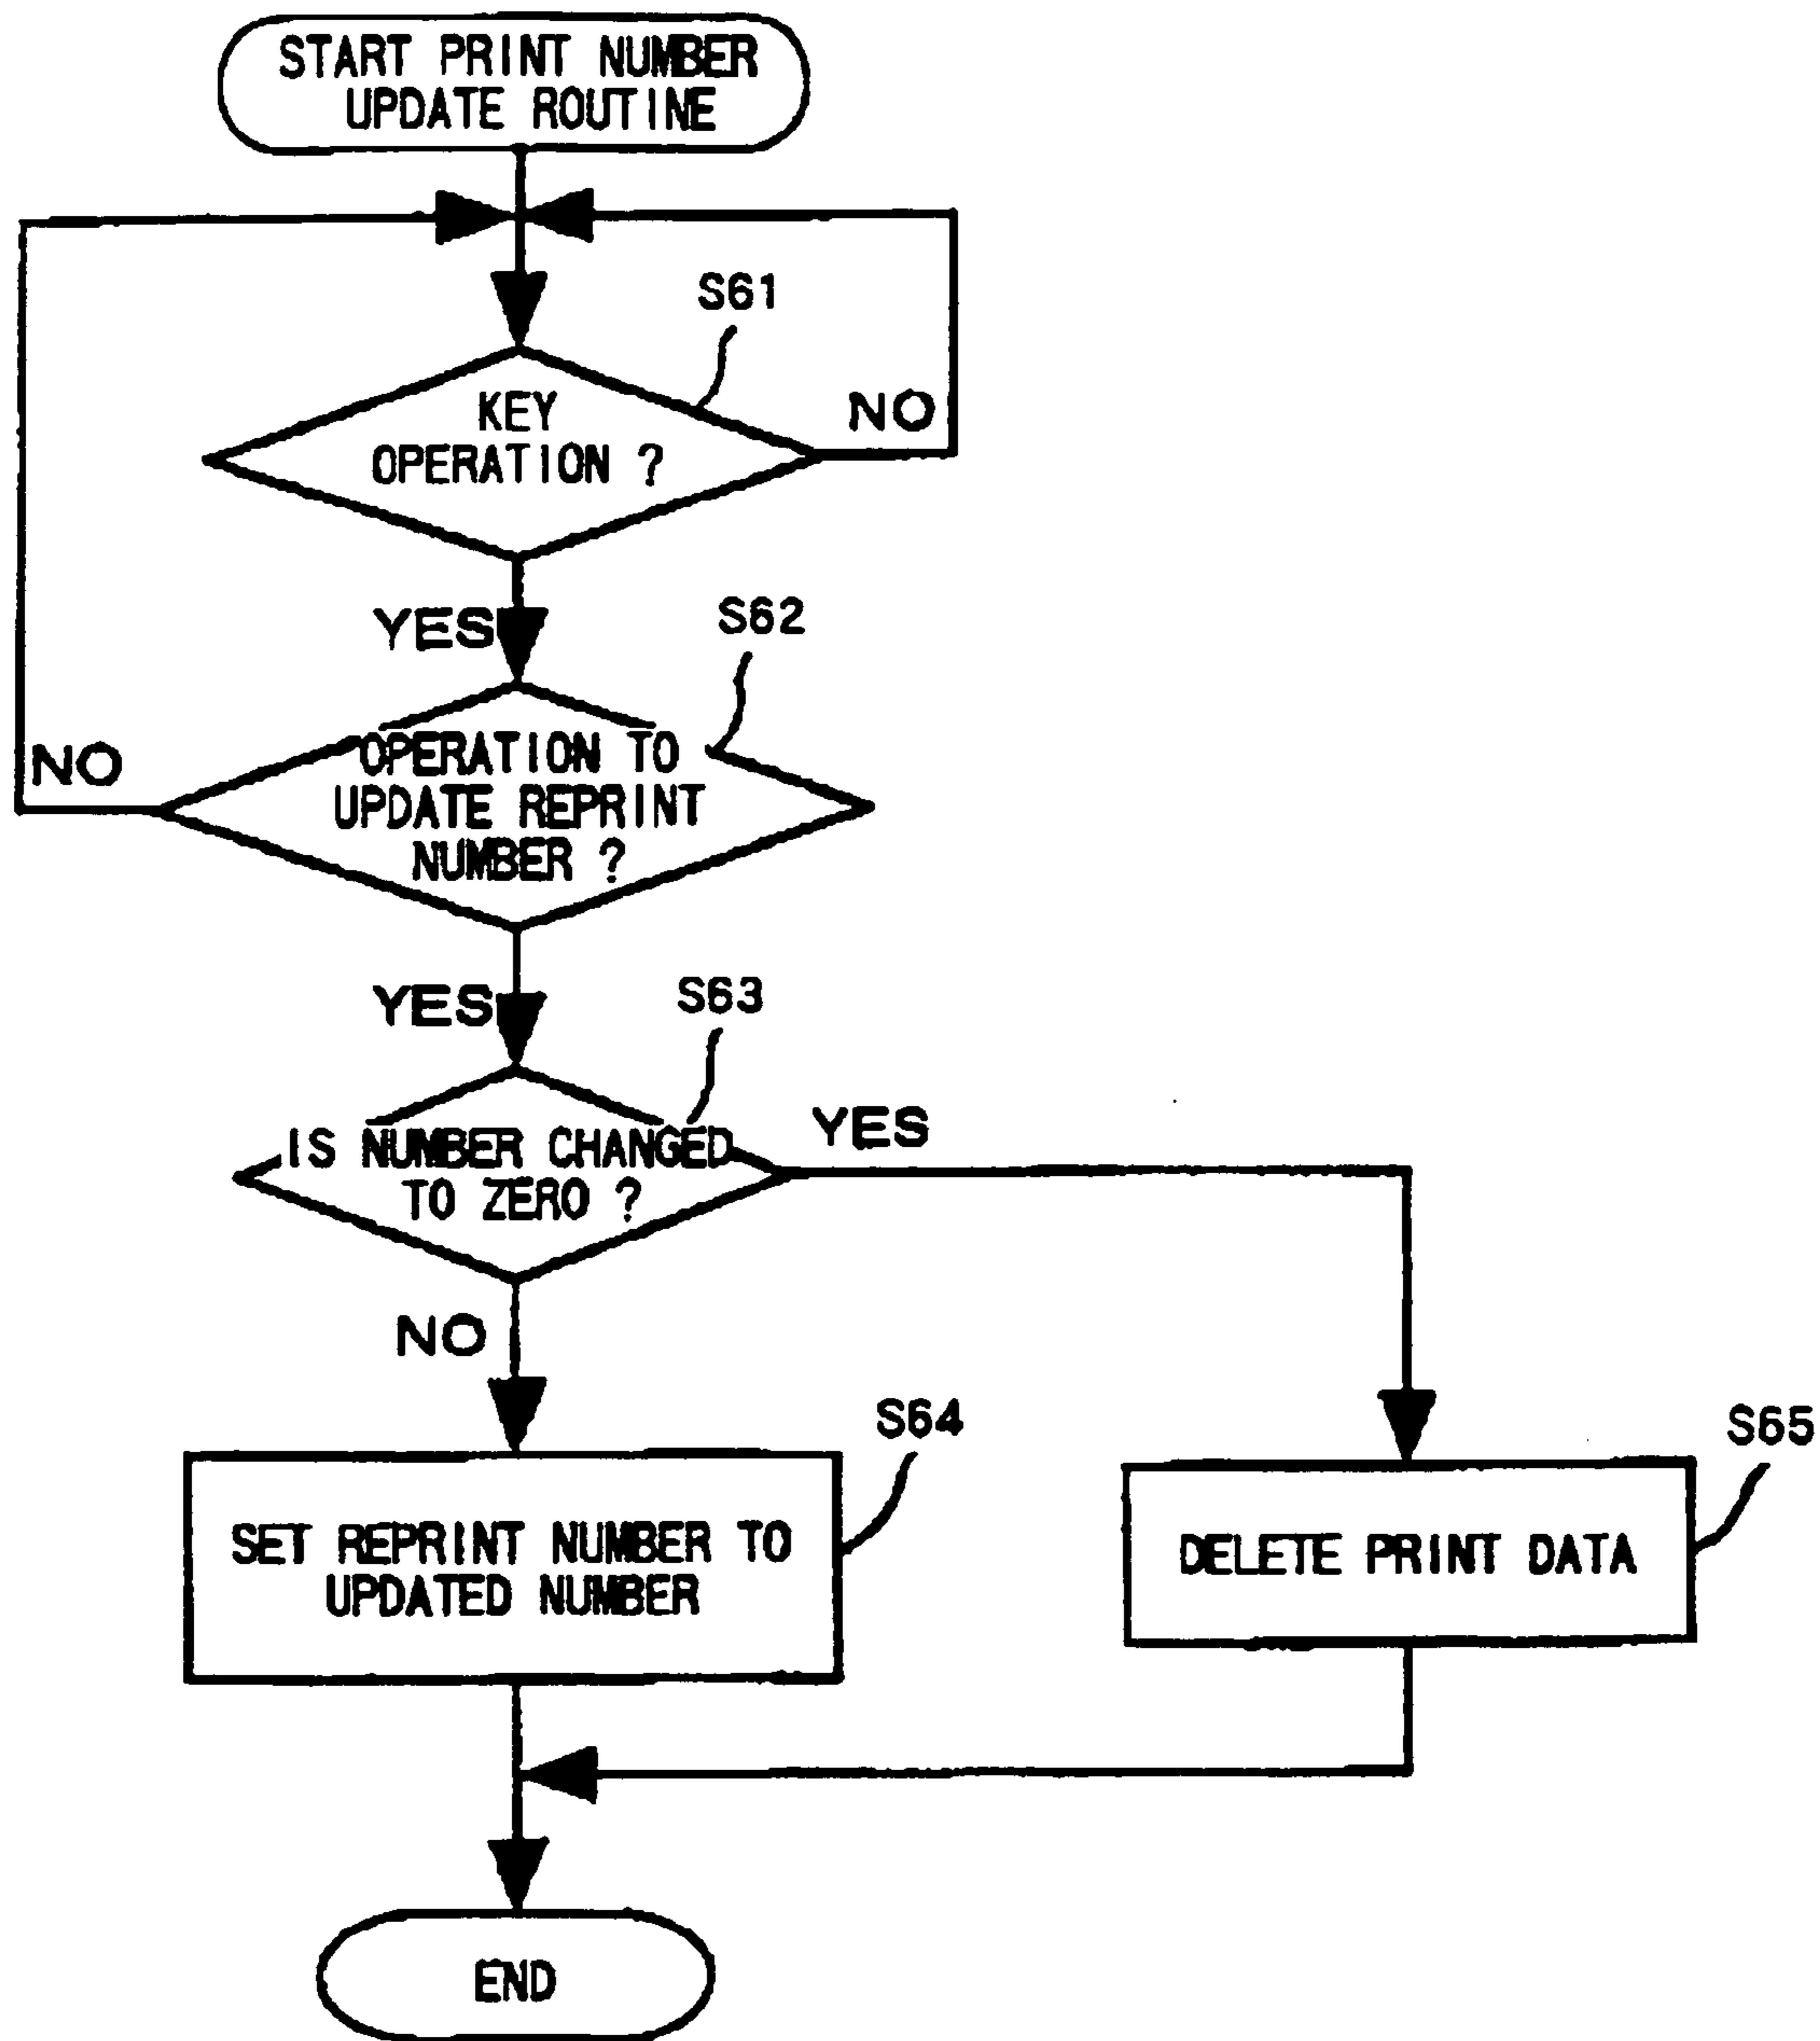 START PRINT NUMBER
UPDATE ROUTINE
S61
KEY
OPERATION ?
NO
YES
S62
OPERATION TO
UPDATE REPRINT
NUMBER ?
NO
YES
S63
IS NUMBER CHANGED
TO ZERO ?
YES
NO
S64
SET REPRINT NUMBER TO
UPDATED NUMBER
S65
DELETE PRINT DATA
END